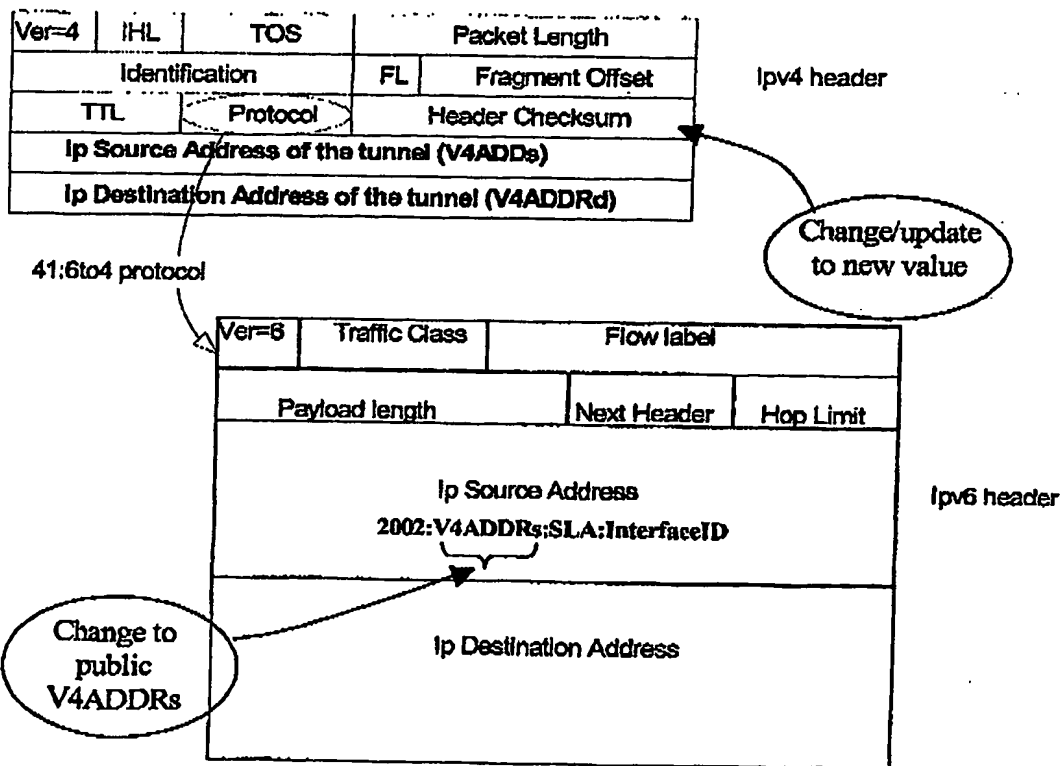 Ver=4 IHL TOS Packet Length
Identification FL Fragment Offset
Ipv4 header
TTL Protocol Header Checksum
Ip Source Address of the tunnel (V4ADDs)
Ip Destination Address of the tunnel (V4ADDRd)
Change/update
to new value
41:6to4 protocol
Ver=6 Traffic Class Flow label
Payload length Next Header Hop Limit
Ip Source Address
Ipv6 header
2002:V4ADDRs:SLA:InterfaceID
Change to
public
V4ADDRs
Ip Destination Address